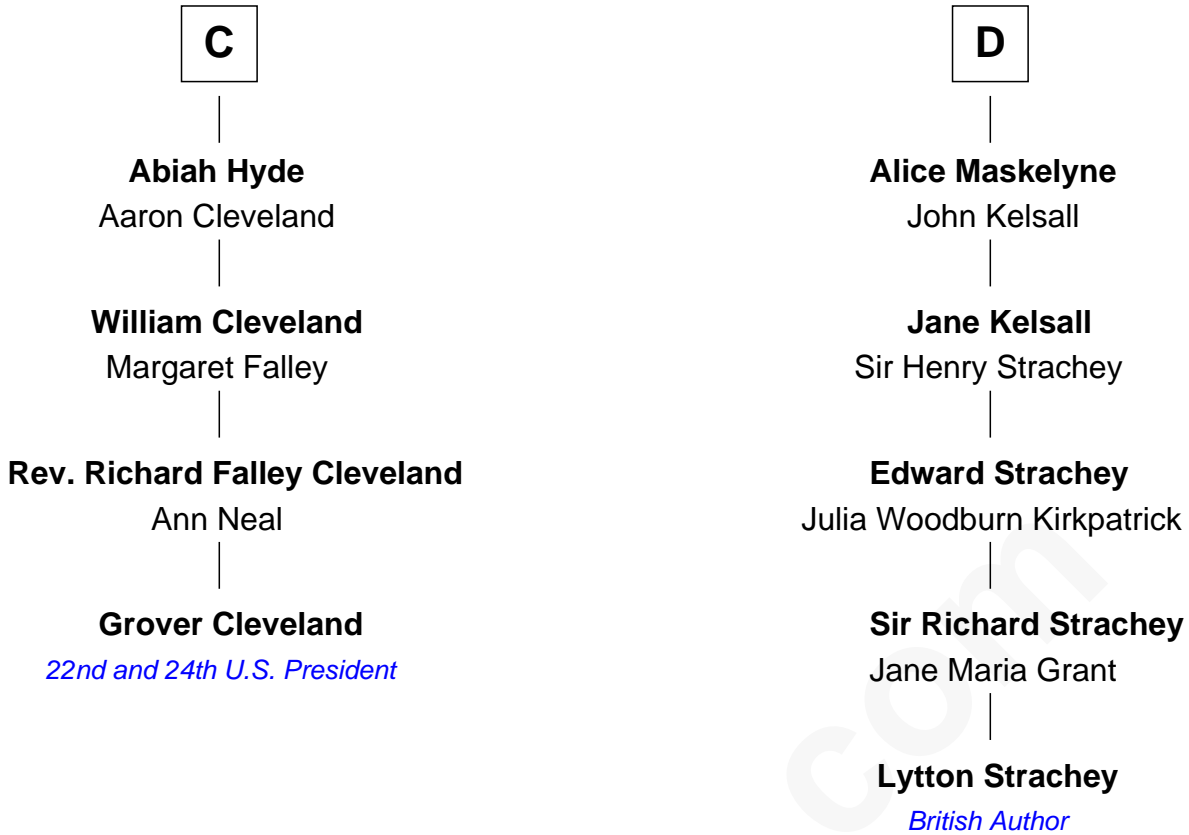 C
Abiah Hyde
Aaron Cleveland
William Cleveland
Margaret Falley
Rev. Richard Falley Cleveland
Ann Neal
Grover Cleveland
22nd and 24th U.S. President
D
Alice Maskelyne
John Kelsall
Jane Kelsall
Sir Henry Strachey
Edward Strachey
Julia Woodburn Kirkpatrick
Sir Richard Strachey
Jane Maria Grant
Lytton Strachey
British Author
com